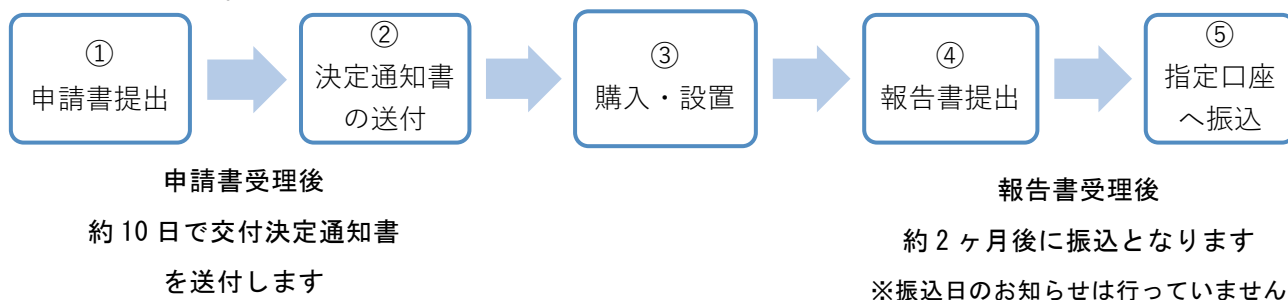 ①
申請書提出
②
決定通知書
の送付
③
購入・設置
④
報告書提出
⑤
指定口座
へ振込
申請書受理後
約10日で交付決定通知書
を送付します
報告書受理後
約2ヶ月後に振込となります
※振込日のお知らせは行っていません